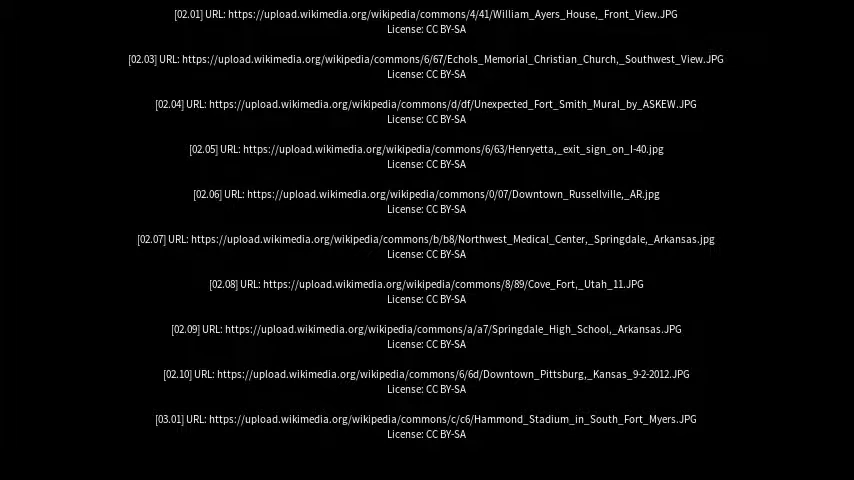 [02.01] URL: https://upload.wikimedia.org/wikipedia/commons/4/41/William_Ayers_House,_Front_View.JPG
License: CC BY-SA
[02.03] URL: https://upload.wikimedia.org/wikipedia/commons/6/67/Echols_Memorial_Christian_Church,_Southwest_View.JPG
License: CC BY-SA
[02.04] URL: https://upload.wikimedia.org/wikipedia/commons/d/df/Unexpected_Fort_Smith_Mural_by_ASKEW.JPG
License: CC BY-SA
[02.05] URL: https://upload.wikimedia.org/wikipedia/commons/6/63/Henryetta,_exit_sign_on_I-40.jpg
License: CC BY-SA
[02.06] URL: https://upload.wikimedia.org/wikipedia/commons/0/07/Downtown_Russellville,_AR.jpg
License: CC BY-SA
[02.07] URL: https://upload.wikimedia.org/wikipedia/commons/b/b8/Northwest_Medical_Center,_Springdale,_Arkansas.jpg
License: CC BY-SA
[02.08] URL: https://upload.wikimedia.org/wikipedia/commons/8/89/Cove_Fort,_Utah_11.JPG
License: CC BY-SA
[02.09] URL: https://upload.wikimedia.org/wikipedia/commons/a/a7/Springdale_High_School,_Arkansas.JPG
License: CC BY-SA
[02.10] URL: https://upload.wikimedia.org/wikipedia/commons/6/6d/Downtown_Pittsburg,_Kansas_9-2-2012.JPG
License: CC BY-SA
[03.01] URL: https://upload.wikimedia.org/wikipedia/commons/c/c6/Hammond_Stadium_in_South_Fort_Myers.JPG
License: CC BY-SA